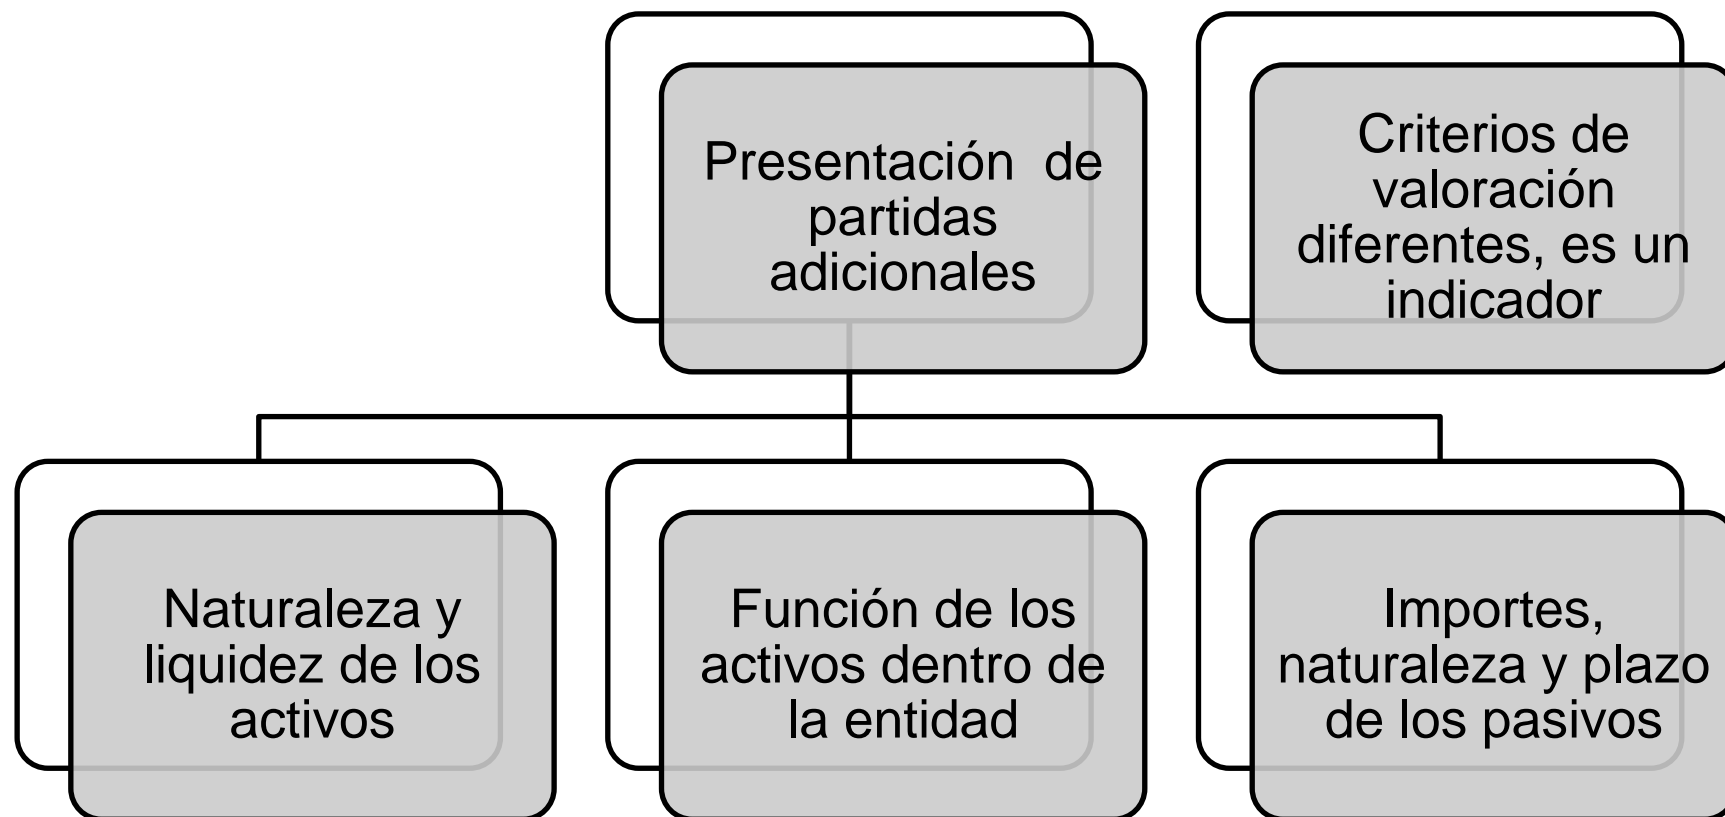 Presentación  de
partidas
adicionales
Criterios de
valoración
diferentes, es un
indicador
Naturaleza y
liquidez de los
activos
Función de los
activos dentro de
la entidad
Importes,
naturaleza y plazo
de los pasivos